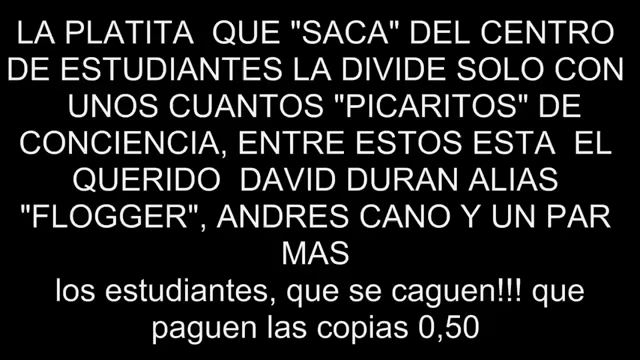 LA PLATITA QUE "SACA" DEL CENTRO
DE ESTUDIANTES LA DIVIDE SOLO CON
UNOS CUANTOS "PICARITOS" DE
CONCIENCIA, ENTRE ESTOS ESTA EL
QUERIDO DAVID DURAN ALIAS
"FLOGGER", ANDRES CANO Y UN PAR
MAS
los estudiantes, que se caguen!!! que
paguen las copias 0,50